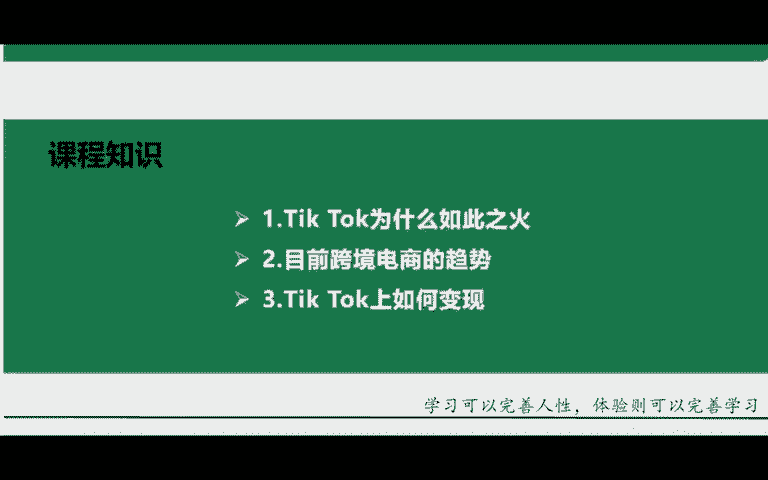 课程知识
➢ 1.Tik Tok为什么如此之火
➢ 2.目前跨境电商的趋势
➢ 3.Tik Tok上如何变现
学习可以完善人性，体验则可以完善学习